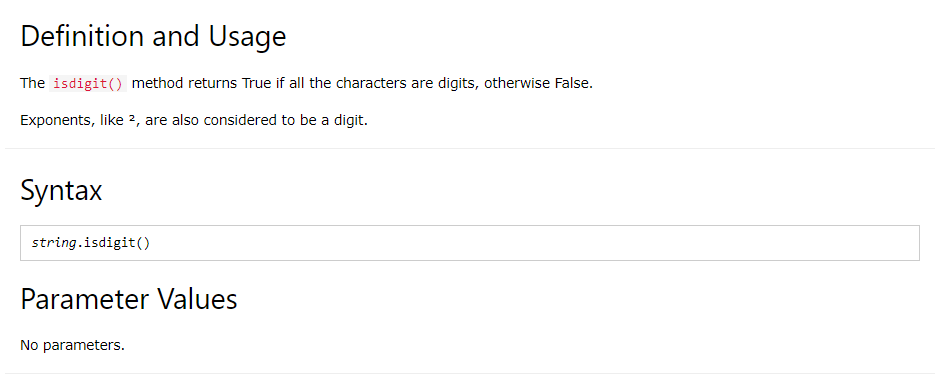 Definition and Usage
The isdigit() method returns True if all the characters are digits, otherwise False.
Exponents, like ², are also considered to be a digit.
Syntax
string.isdigit()
Parameter Values
No parameters.